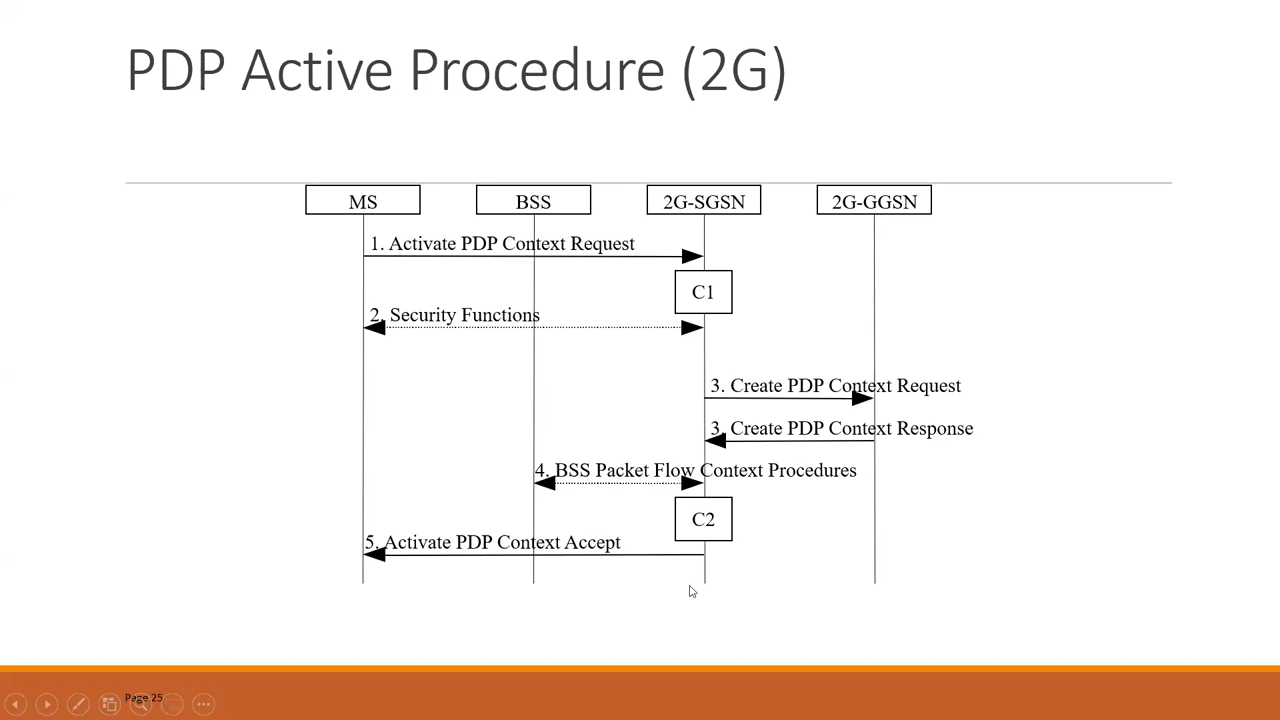 PDP Active Procedure (2G)
MS
BSS
2G-SGSN
2G-GGSN
1. Activate PDP Context Request
C1
2. Security Functions
3. Create PDP Context Request
3. Create PDP Context Response
4. BSS Packet Flow Context Procedures
C2
5. Activate PDP Context Accept
Page 25